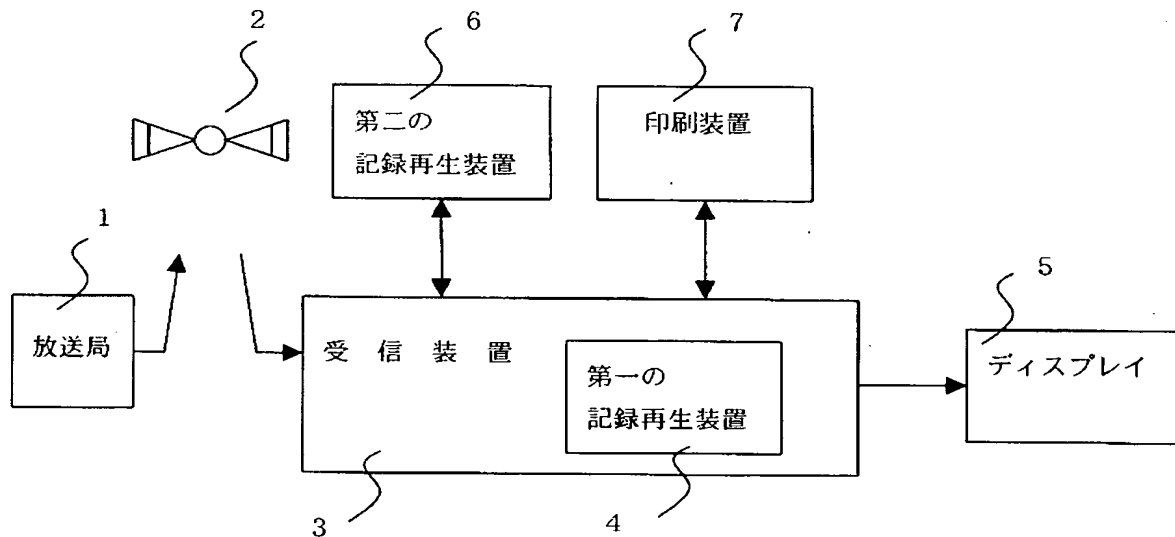 2
6
7
第二の
記録再生装置
印刷装置
1
放送局
受信装置
第一の
記録再生装置
5
ディスプレイ
3
4